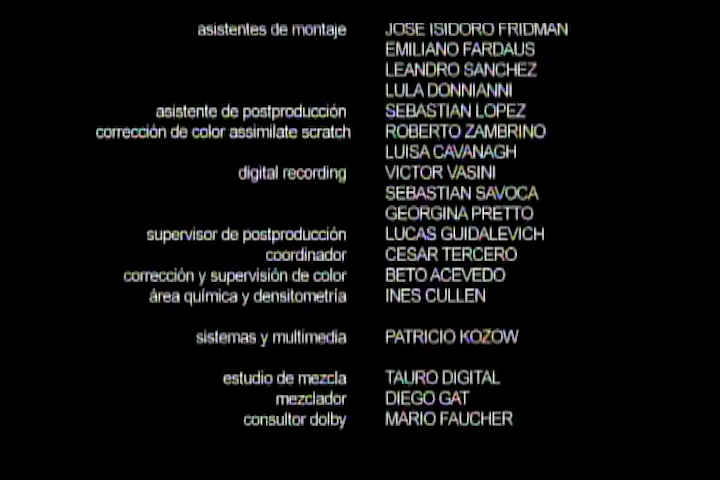 asistentes de montaje JOSE ISIDORO FRIDMAN
EMILIANO FARDAUS
LEANDRO SANCHEZ
LULA DONNIANNI
asistente de postproducción SEBASTIAN LOPEZ
corrección de color assimilate scratch ROBERTO ZAMBRINO
LUISA CAVANAGH
digital recording VICTOR VASINI
SEBASTIAN SAVOCA
GEORGINA PRETTO
supervisor de postproducción LUCAS GUIDALEVICH
coordinador CESAR TERCERO
corrección y supervisión de color BETO ACEVEDO
área química y densitometría INES CULLEN
sistemas y multimedia PATRICIO KOZOW
estudio de mezcla TAURO DIGITAL
mezclador DIEGO GAT
consultor dolby MARIO FAUCHER